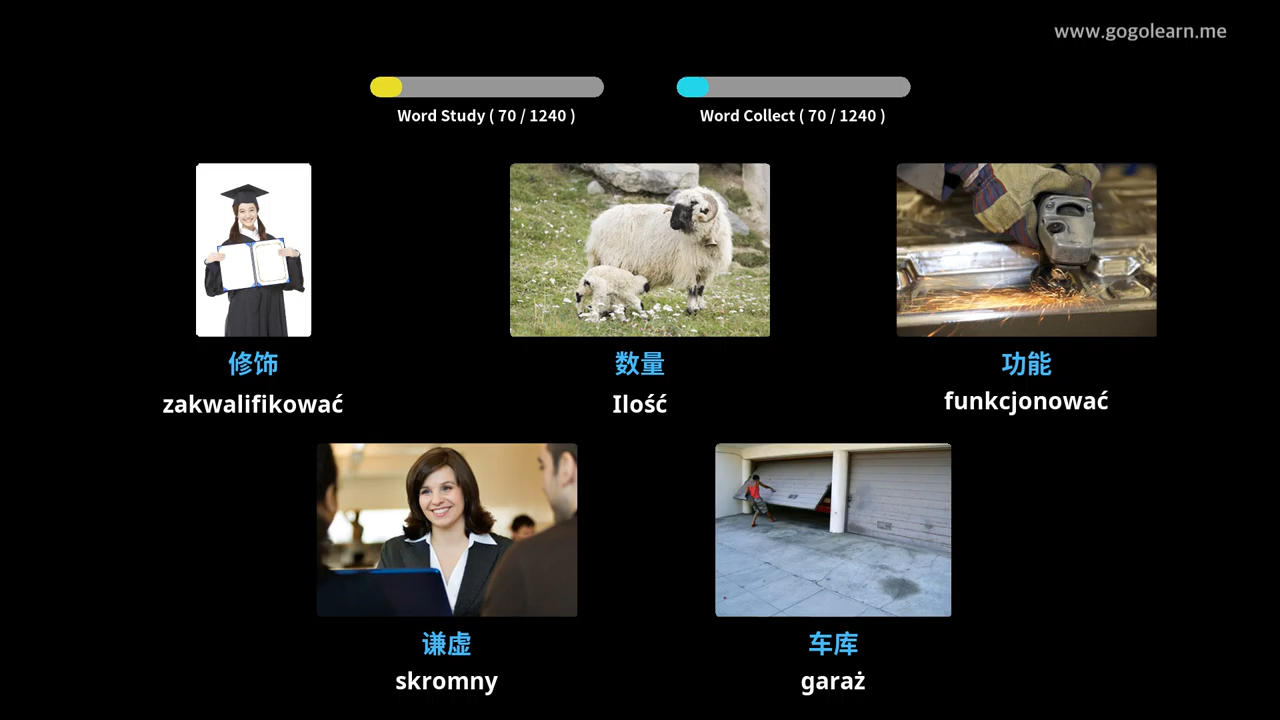 www.gogolearn.me
Word Study ( 70 / 1240 )
Word Collect ( 70 / 1240 )
修饰
zakwalifikować
数量
Ilość
功能
funkcjonować
谦虚
skromny
车库
garaż